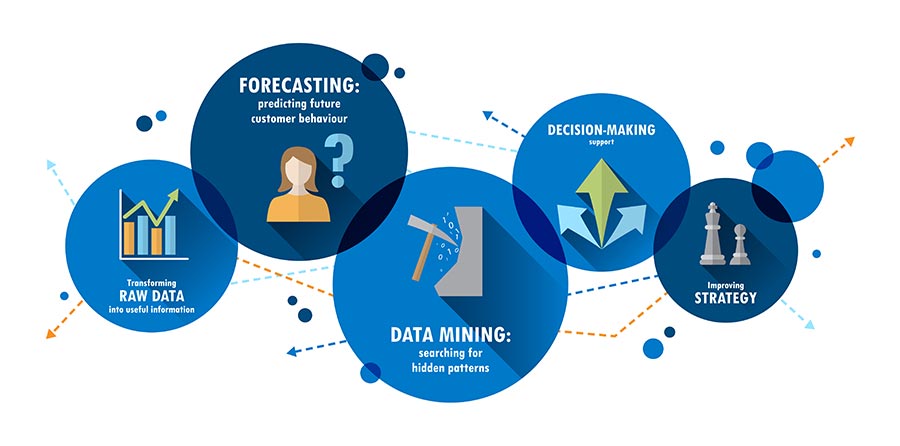 FORECASTING:
predicting future
customer behaviour
?
Transforming
RAW DATA
into useful information
DATA MINING:
searching for
hidden patterns
DECISION-MAKING
support
Improving
STRATEGY